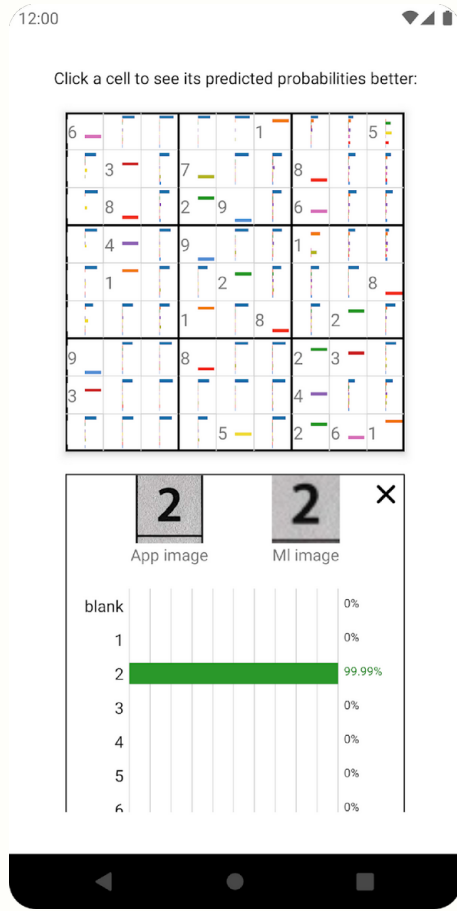 12:00
Click a cell to see its predicted probabilities better:
6 1 5
3 7 8
8 2 9 6
4 9 1
1 2 8
1 8 2
9 8 2 3
3 4
5 2 6 1
2 2
App image Ml image
blank 0%
1 0%
2 99.99%
3 0%
4 0%
5 0%
6 0%